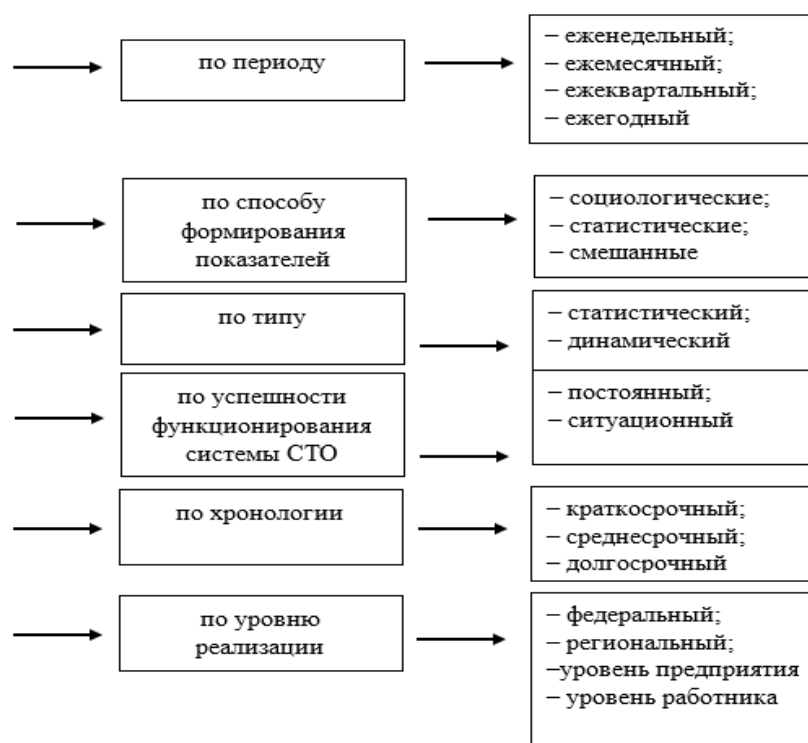 по периоду
– еженедельный;
– ежемесячный;
– ежеквартальный;
– ежегодный
по способу
формирования
показателей
– социологические;
– статистические;
– смешанные
по типу
– статистический;
– динамический
по успешности
функционирования
системы СТО
– постоянный;
– ситуационный
по хронологии
– краткосрочный;
– среднесрочный;
– долгосрочный
по уровню
реализации
– федеральный;
– региональный;
–уровень предприятия
– уровень работника